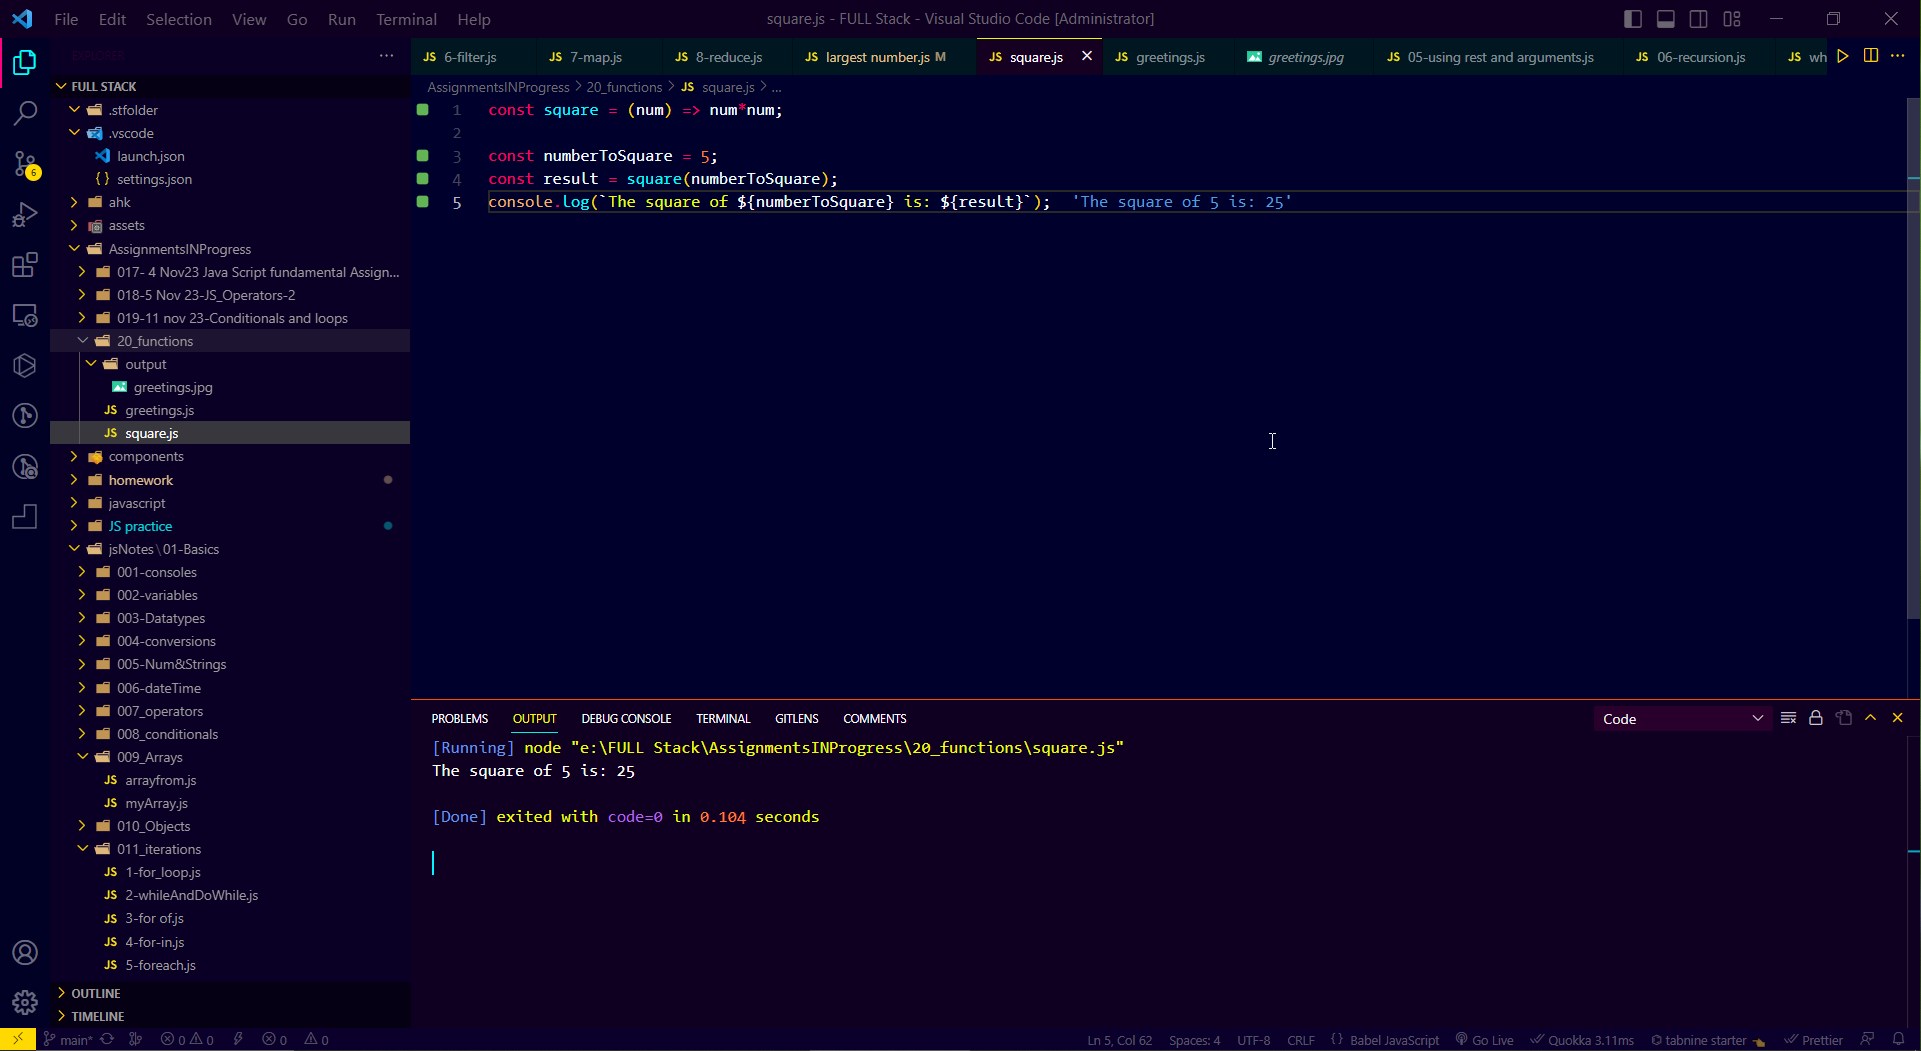 File Edit Selection View Go Run Terminal Help
square.js - FULL Stack - Visual Studio Code [Administrator]
EXPLORER
6
FULL STACK
.stfolder
.vscode
launch.json
{} settings.json
ahk
assets
AssignmentsINProgress
017- 4 Nov23 Java Script fundamental Assign...
018-5 Nov 23-JS_Operators-2
019-11 nov 23-Conditionals and loops
20_functions
output
greetings.jpg
JS greetings.js
JS square.js
components
homework
javascript
JS practice
jsNotes\01-Basics
001-consoles
002-variables
003-Datatypes
004-conversions
005-Num&Strings
006-dateTime
007_operators
008_conditionals
009_Arrays
JS arrayfrom.js
JS myArray.js
010_Objects
011_iterations
JS 1-for_loop.js
JS 2-whileAndDoWhile.js
JS 3-for of.js
JS 4-for-in.js
JS 5-foreach.js
OUTLINE
TIMELINE
JS 6-filter.js JS 7-map.js JS 8-reduce.js JS largest number.js M JS square.js JS greetings.js greetings.jpg JS 05-using rest and arguments.js JS 06-recursion.js JS wh
AssignmentsINProgress > 20_functions > JS square.js > ...
1 const square = (num) => num*num;
2
3 const numberToSquare = 5;
4 const result = square(numberToSquare);
5 console.log(`The square of ${numberToSquare} is: ${result}`); 'The square of 5 is: 25'
PROBLEMS OUTPUT DEBUG CONSOLE TERMINAL GITLENS COMMENTS
Code
[Running] node "e:\FULL Stack\AssignmentsINProgress\20_functions\square.js"
The square of 5 is: 25
[Done] exited with code=0 in 0.104 seconds
main* 0 0 0 0 Ln 5, Col 62 Spaces: 4 UTF-8 CRLF {} Babel JavaScript Go Live Quokka 3.11ms tabnine starter Prettier